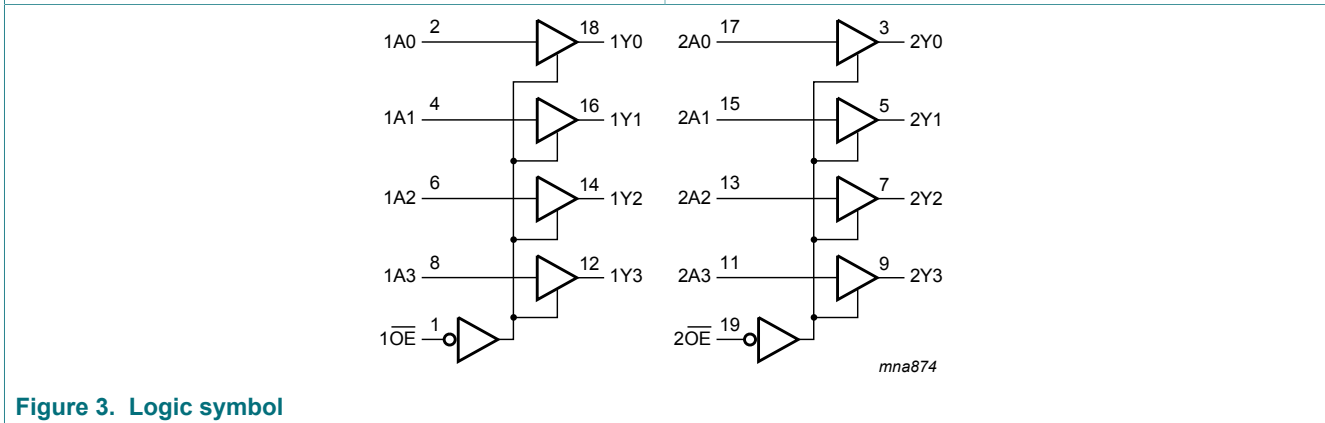 1A0 2 18 1Y0 2A0 17 3 2Y0
1A1 4 16 1Y1 2A1 15 5 2Y1
1A2 6 14 1Y2 2A2 13 7 2Y2
1A3 8 12 1Y3 2A3 11 9 2Y3
1O̅E̅ 1 2O̅E̅ 19
mna874
Figure 3. Logic symbol